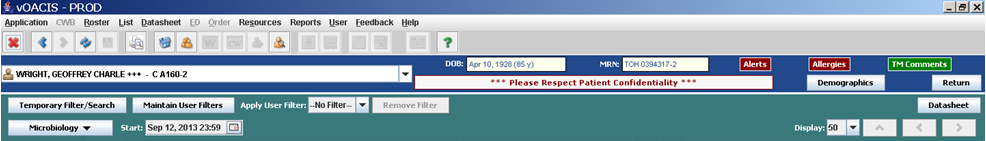 vOACIS - PROD
Application CWB Roster List Datasheet ED Order Resources Reports User Feedback Help
W CW ?
DOB: Apr 10, 1928 (85 y) MRN: TOH 0394317-2 Alerts Allergies TM Comments
WRIGHT, GEOFFREY CHARLE +++ - C A160-2
*** Please Respect Patient Confidentiality *** Demographics Return
Temporary Filter/Search Maintain User Filters Apply User Filter: --No Filter-- Remove Filter Datasheet
Microbiology Start: Sep 12, 2013 23:59 Display: 50